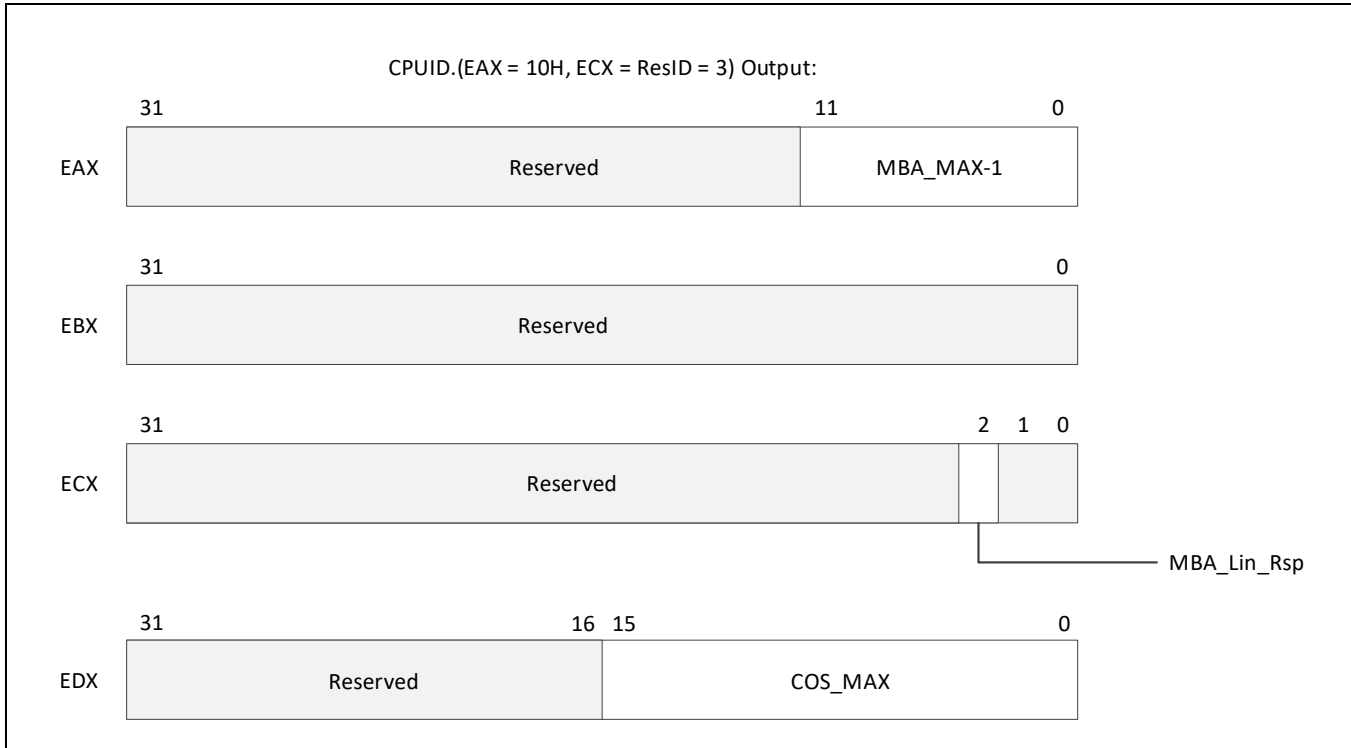 CPUID.(EAX = 10H, ECX = ResID = 3) Output:
31 11 0
EAX Reserved MBA_MAX-1
31 0
EBX Reserved
31 2 1 0
ECX Reserved
MBA_Lin_Rsp
31 16 15 0
EDX Reserved COS_MAX